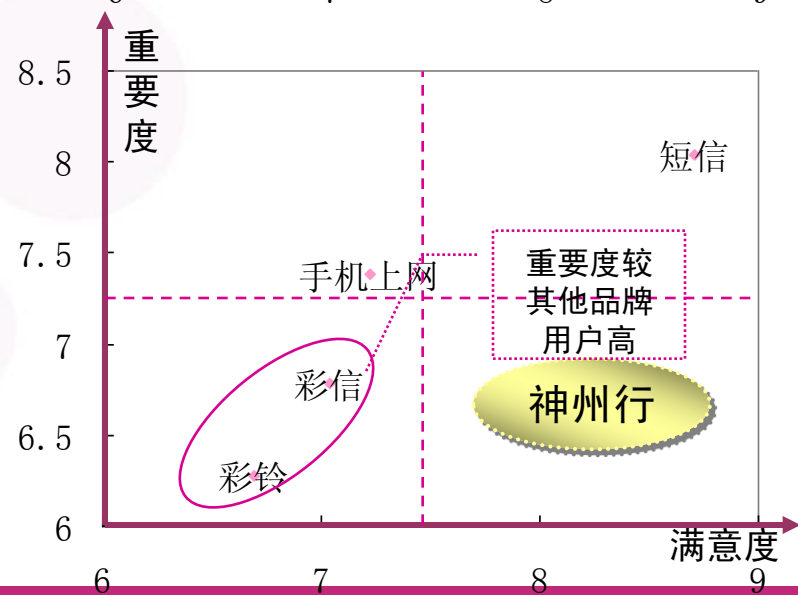 重要度
8.5
8
7.5
7
6.5
6
短信
手机上网
重要度较
其他品牌
用户高
彩信
神州行
彩铃
满意度
6
7
8
9